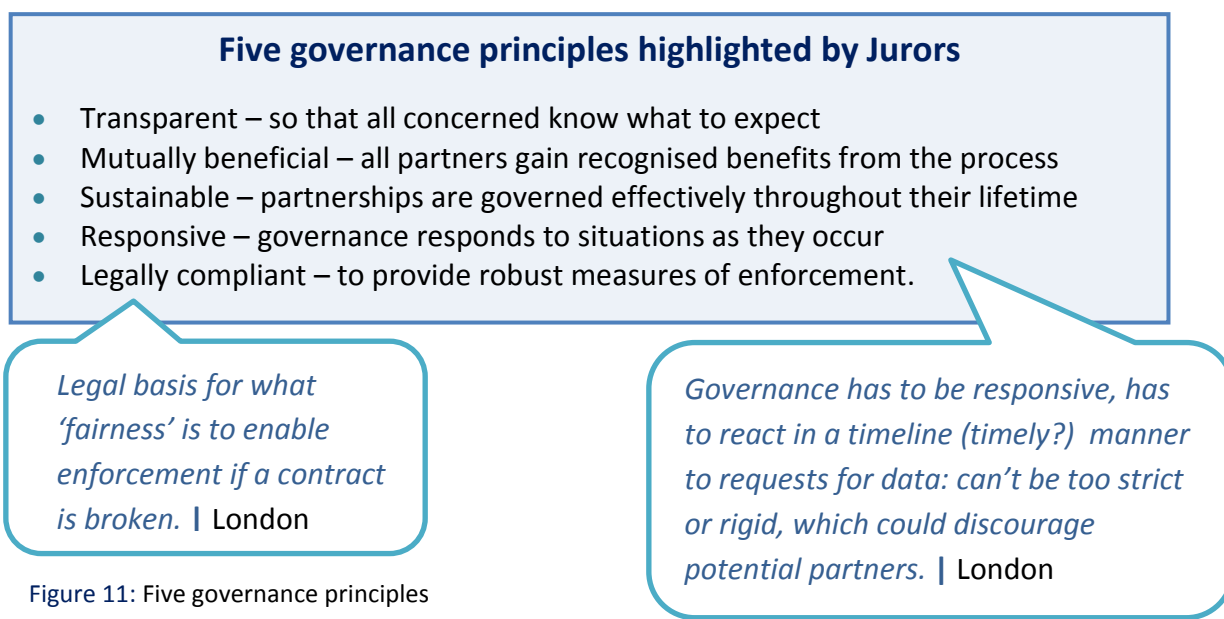 Five governance principles highlighted by Jurors
• Transparent – so that all concerned know what to expect
• Mutually beneficial – all partners gain recognised benefits from the process
• Sustainable – partnerships are governed effectively throughout their lifetime
• Responsive – governance responds to situations as they occur
• Legally compliant – to provide robust measures of enforcement.
Legal basis for what
‘fairness’ is to enable
enforcement if a contract
is broken. | London
Governance has to be responsive, has
to react in a timeline (timely?)  manner
to requests for data: can’t be too strict
or rigid, which could discourage
potential partners. | London
Figure 11: Five governance principles